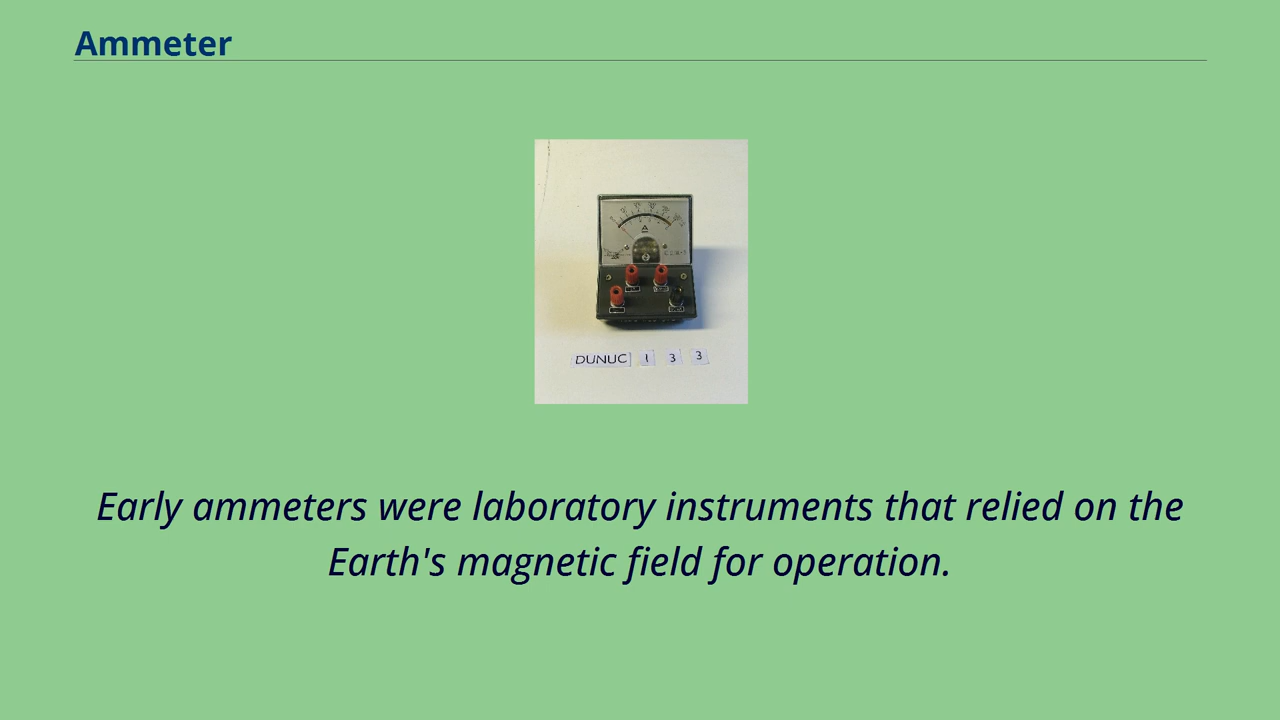 Ammeter
DUNUC 1 3 3
Early ammeters were laboratory instruments that relied on the
Earth's magnetic field for operation.